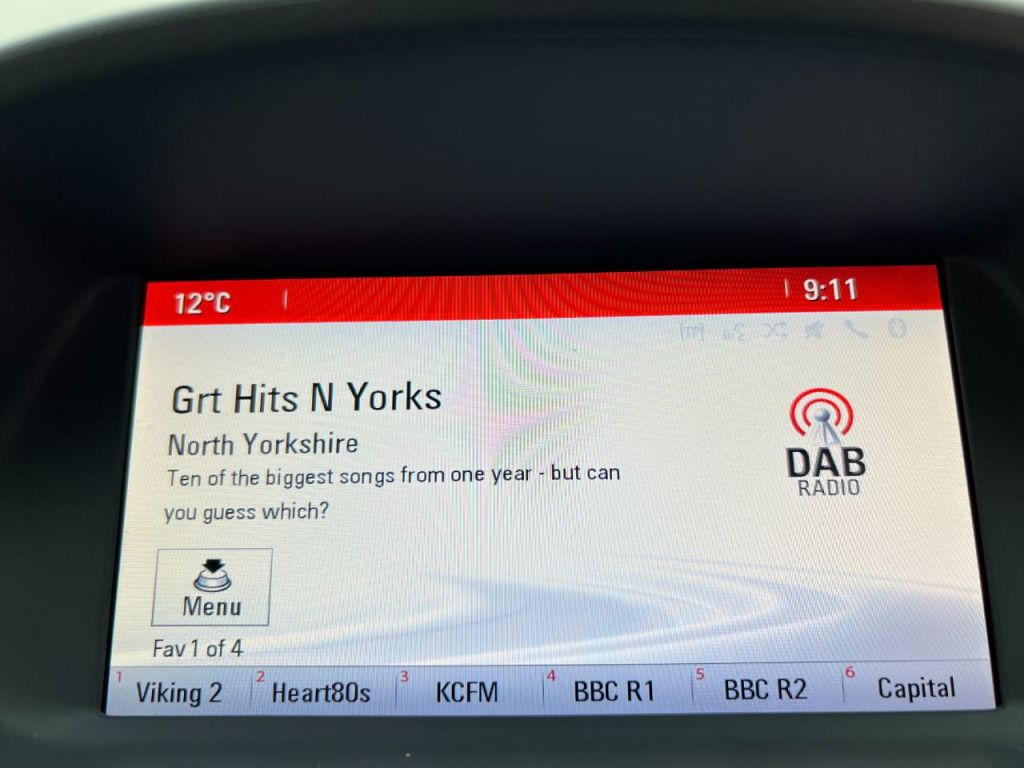 12°C 9:11
Grt Hits N Yorks
North Yorkshire
Ten of the biggest songs from one year - but can
you guess which?
DAB
RADIO
Menu
Fav 1 of 4
1 Viking 2 2 Heart80s 3 KCFM 4 BBC R1 5 BBC R2 6 Capital